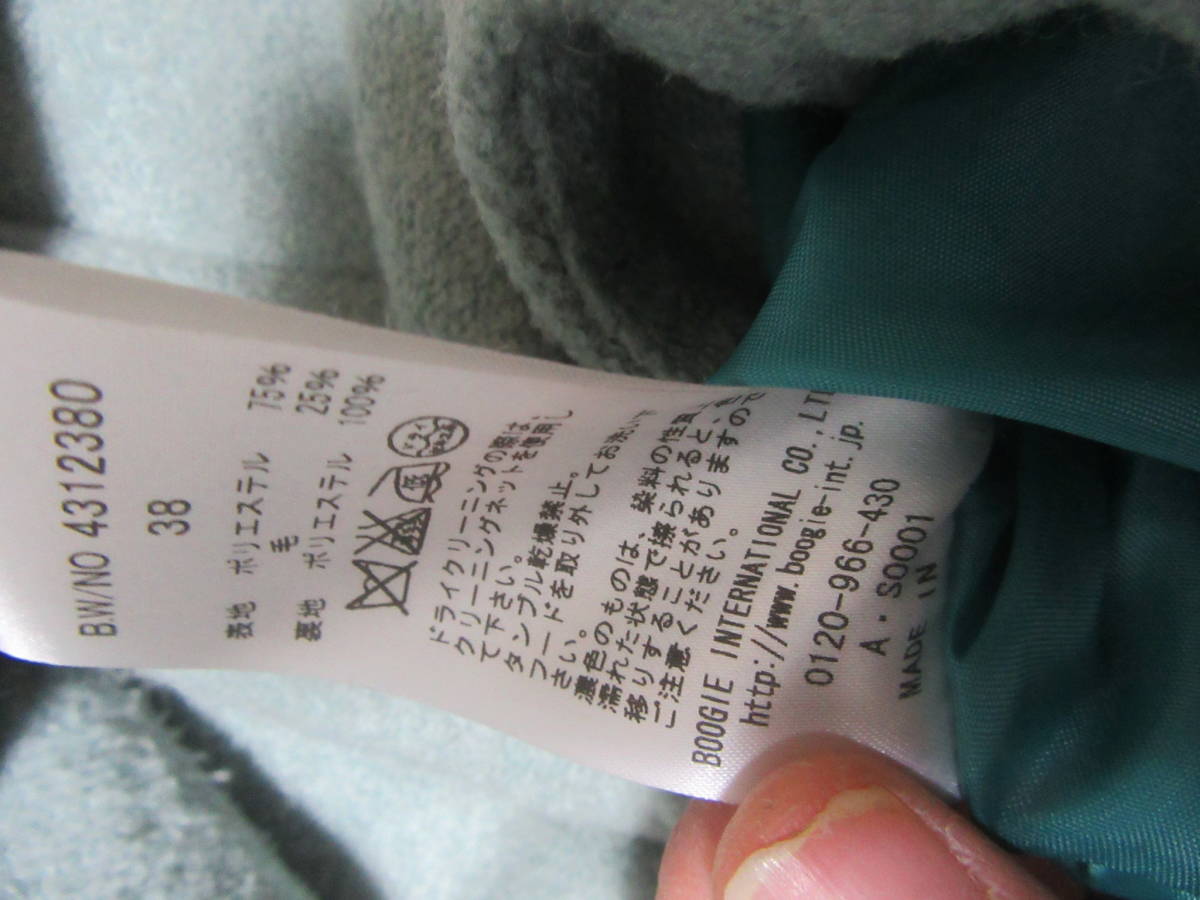 B.W/NO 4312380
38
表地 ポリエステル 75%
毛 25%
裏地 ポリエステル 100%
ドライクリーニングの際は
クリーニングネットを使用し
て下さい。
タンブル乾燥禁止。
フードを取り外してお洗い下
さい。
濃色のものは、染料の性質
濡れた状態で擦られると、色
移りすることがありますので
ご注意ください。
BOOGIE INTERNATIONAL CO., LT
http://www.boogie-int.jp.
0120-966-430
A・S0001
MADE IN